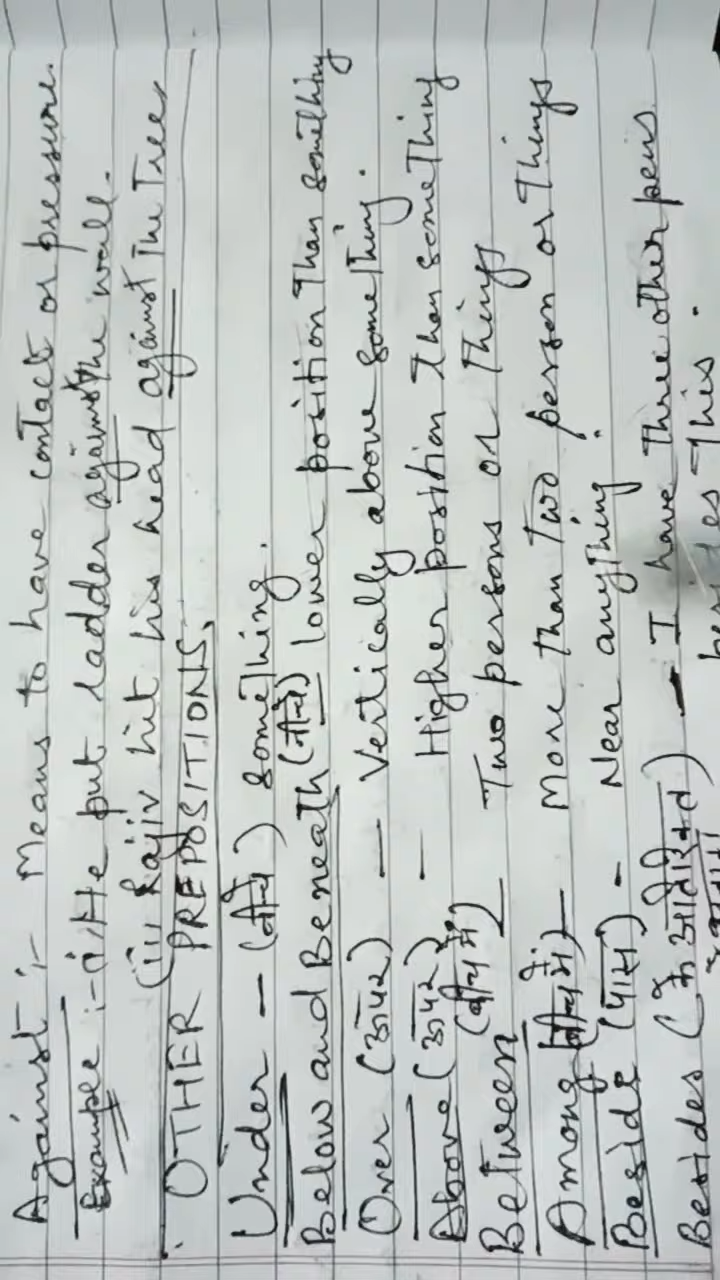 Against :- Means to have contact or pressure.
Example :- (i) He put ladder against the wall.
(ii) Rajiv hit his head against the Tree
OTHER PREPOSITIONS.
Under — (नीचे) something.
Below and Beneath (नीचे) lower position Than something
Over (ऊपर) — Vertically above something.
Above (ऊपर) — Higher position Than something
Between (बीच में) Two persons or Things
Among (बीच में) — More than Two person or Things
Beside (पास) - Near anything
Besides (के अतिरिक्त) - I have Three other pens
besides This.